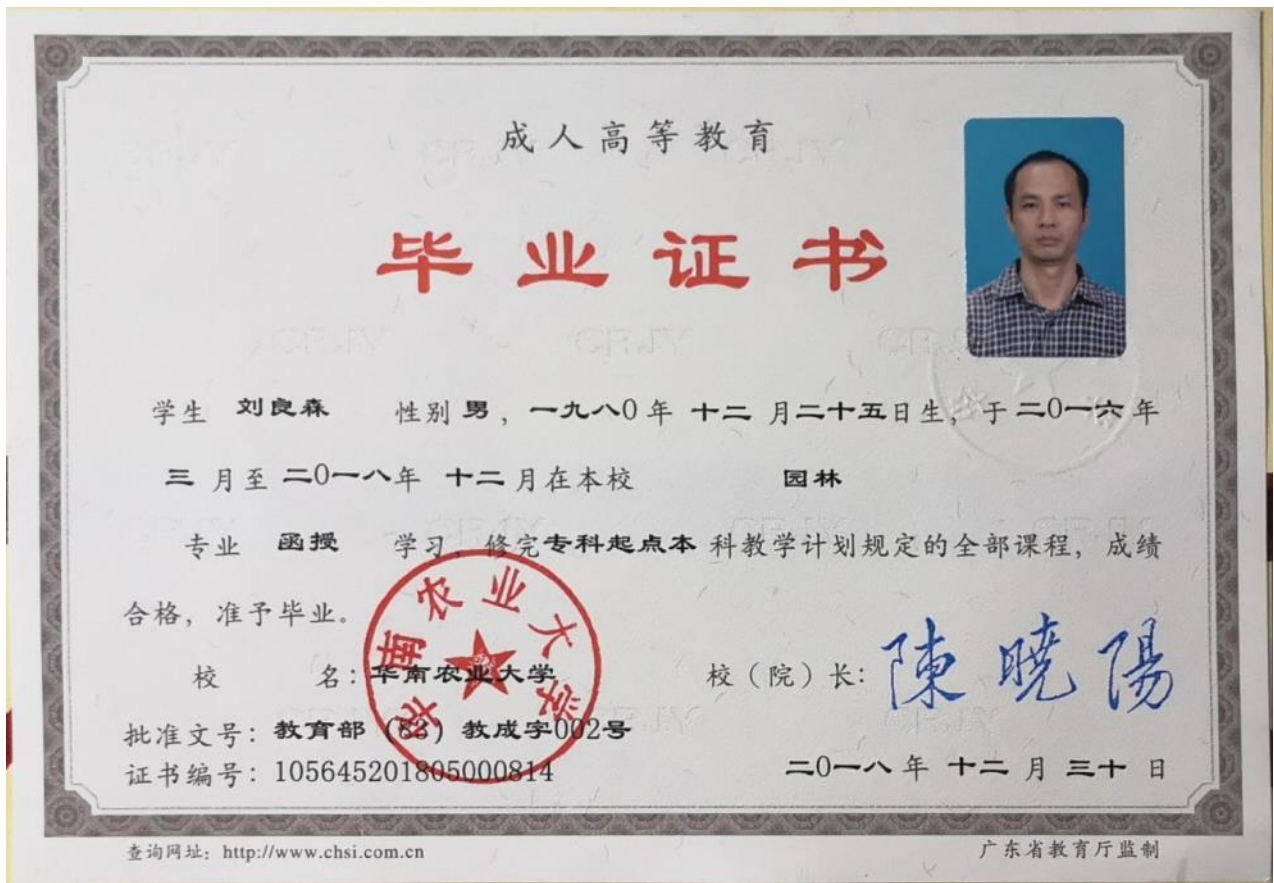 成人高等教育
毕业证书
学生 刘良森 性别 男，一九八0年 十二 月二十五日生，于 二0一六 年
三 月至 二0一八年 十二 月在本校 园林
专业 函授 学习，修完专科起点本 科教学计划规定的全部课程，成绩
合格，准予毕业。
校 名：华南农业大学 校（院）长：陳曉陽
批准文号：教育部（83）教成字002号
证书编号：105645201805000814 二0一八 年 十二 月 三十 日
华南农业大学
查询网址：http://www.chsi.com.cn 广东省教育厅监制